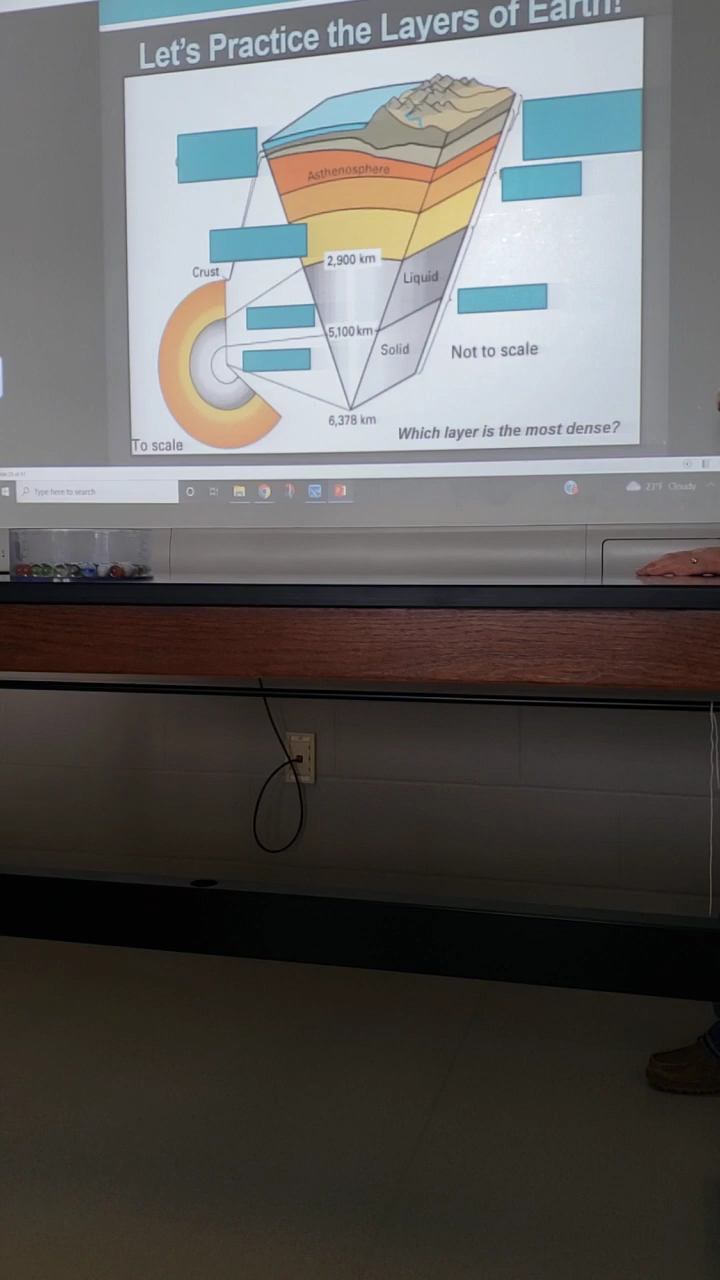 Let's Practice the Layers of Earth!
Asthenosphere
2,900 km
Crust
Liquid
5,100 km
Solid
Not to scale
6,378 km
Which layer is the most dense?
To scale
Type here to search
Cloudy